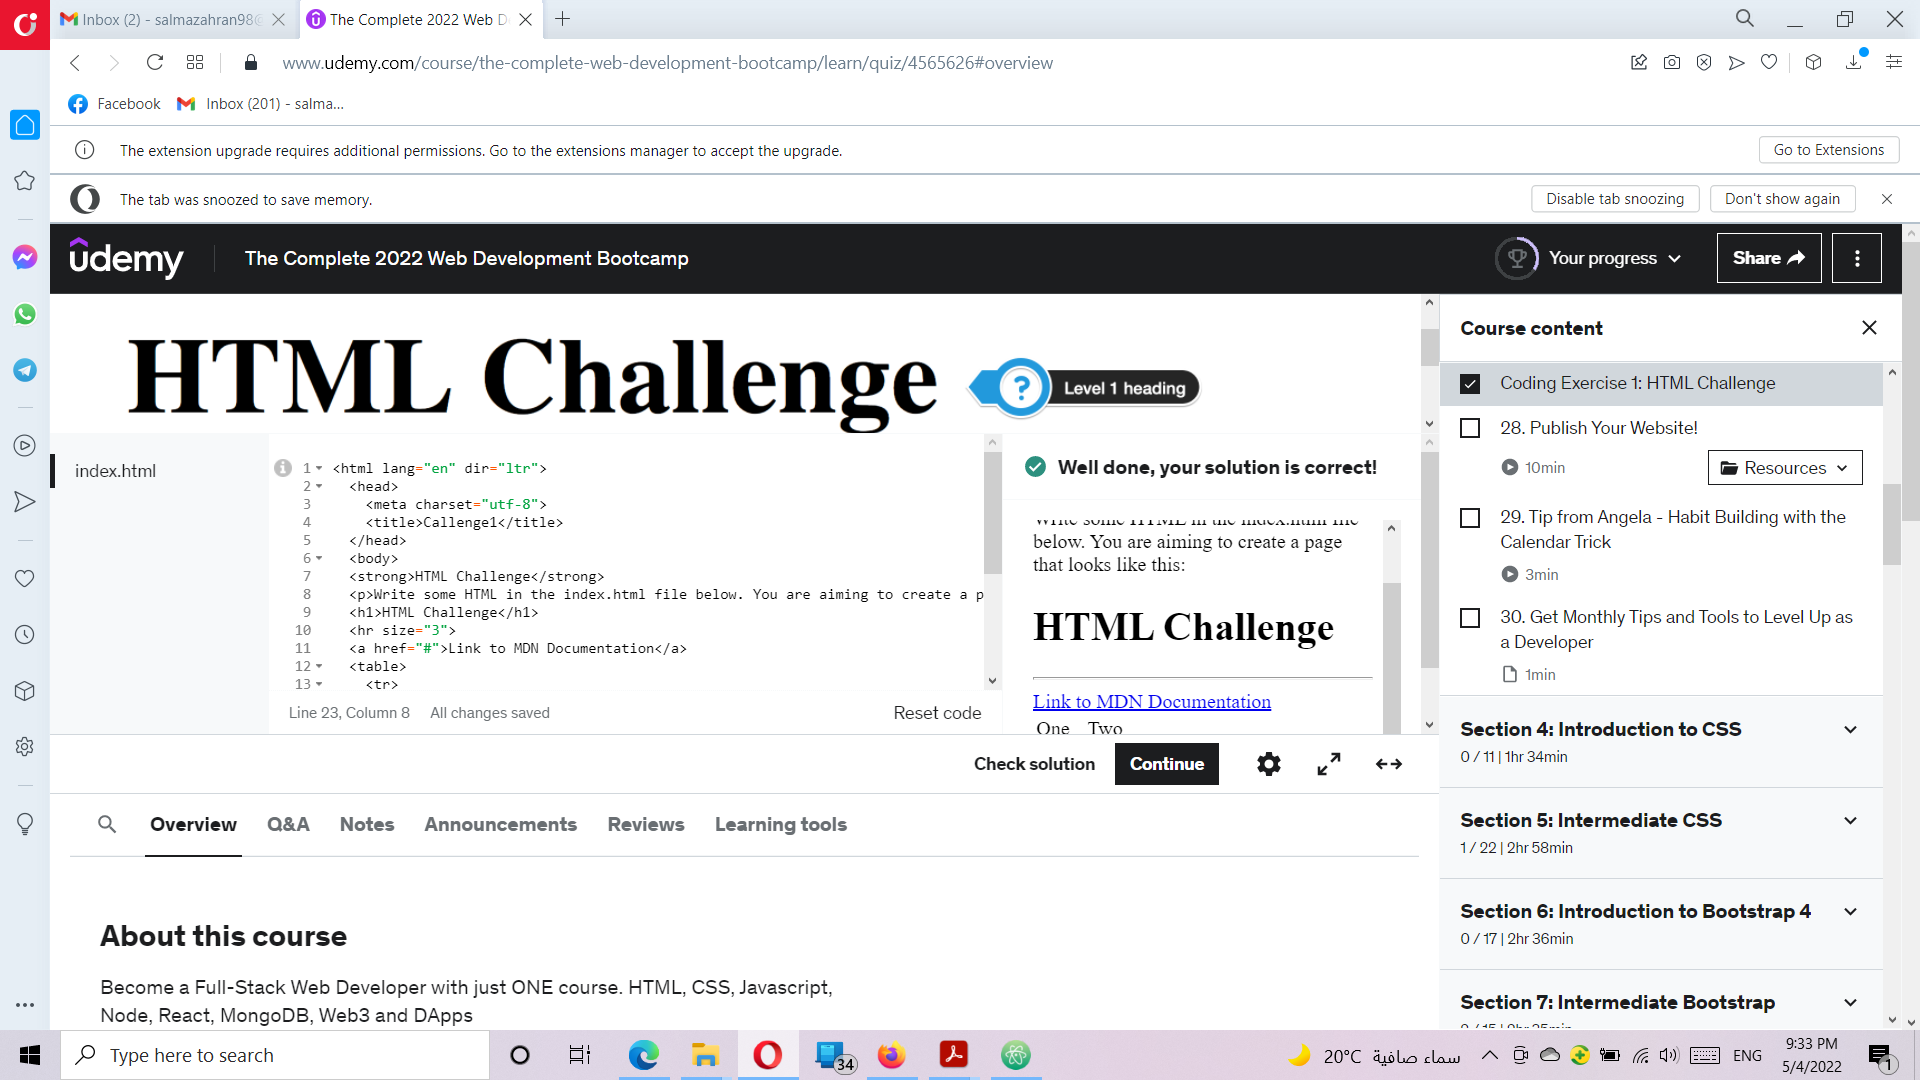 Inbox (2) - salmazahran98@
The Complete 2022 Web D
www.udemy.com/course/the-complete-web-development-bootcamp/learn/quiz/4565626#overview
Facebook
Inbox (201) - salma...
The extension upgrade requires additional permissions. Go to the extensions manager to accept the upgrade.
Go to Extensions
The tab was snoozed to save memory.
Disable tab snoozing
Don't show again
udemy
The Complete 2022 Web Development Bootcamp
Your progress
Share
HTML Challenge
? Level 1 heading
index.html
1 <html lang="en" dir="ltr">
2 <head>
3 <meta charset="utf-8">
4 <title>Callenge1</title>
5 </head>
6 <body>
7 <strong>HTML Challenge</strong>
8 <p>Write some HTML in the index.html file below. You are aiming to create a p
9 <h1>HTML Challenge</h1>
10 <hr size="3">
11 <a href="#">Link to MDN Documentation</a>
12 <table>
13 <tr>
Line 23, Column 8
All changes saved
Reset code
Well done, your solution is correct!
Write some HTML in the index.html file
below. You are aiming to create a page
that looks like this:
HTML Challenge
Link to MDN Documentation
One Two
Check solution
Continue
Overview
Q&A
Notes
Announcements
Reviews
Learning tools
About this course
Become a Full-Stack Web Developer with just ONE course. HTML, CSS, Javascript,
Node, React, MongoDB, Web3 and DApps
Course content
Coding Exercise 1: HTML Challenge
28. Publish Your Website!
10min
Resources
29. Tip from Angela - Habit Building with the
Calendar Trick
3min
30. Get Monthly Tips and Tools to Level Up as
a Developer
1min
Section 4: Introduction to CSS
0 / 11 | 1hr 34min
Section 5: Intermediate CSS
1 / 22 | 2hr 58min
Section 6: Introduction to Bootstrap 4
0 / 17 | 2hr 36min
Section 7: Intermediate Bootstrap
Type here to search
34
20°C سماء صافية
ENG
9:33 PM
5/4/2022
1